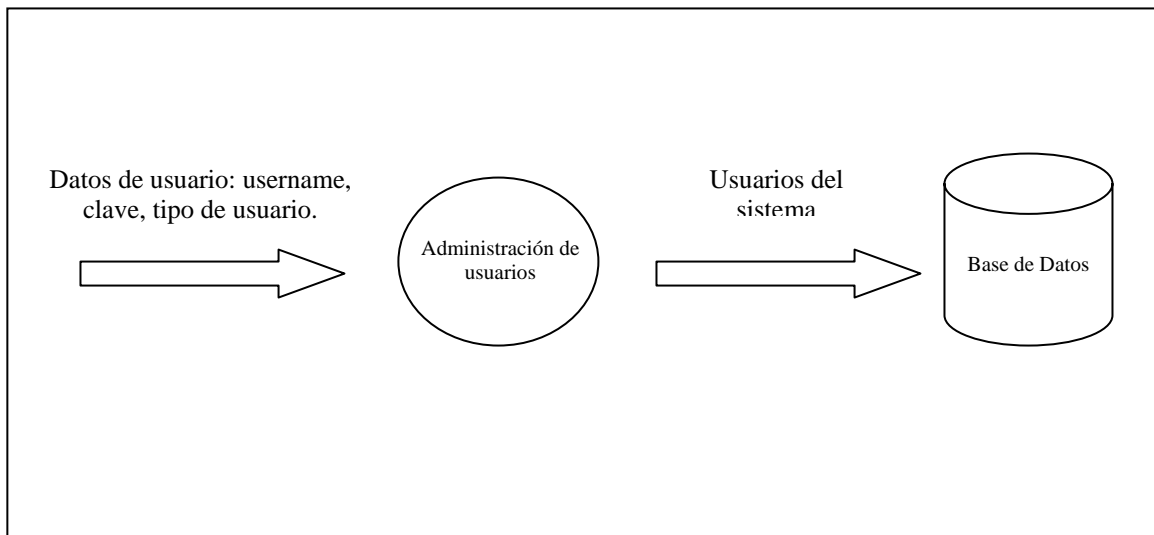 Datos de usuario: username,
clave, tipo de usuario.
Administración de
usuarios
Usuarios del
sistema
Base de Datos